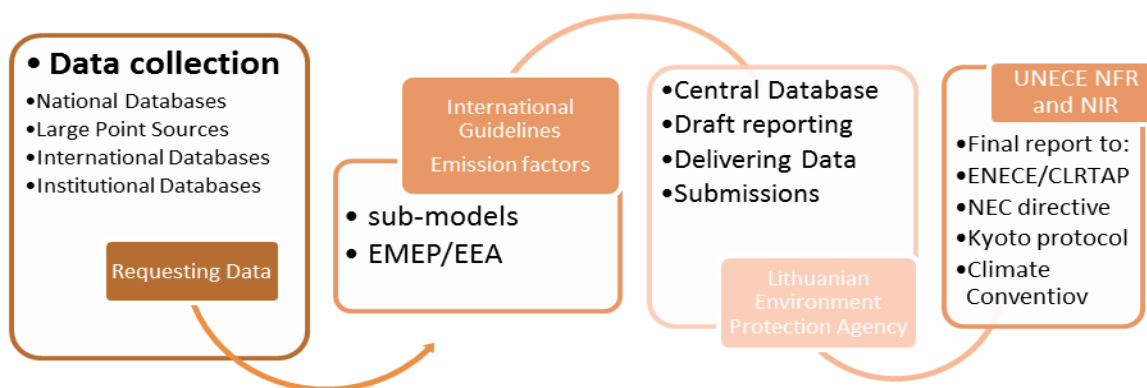 • Data collection
•National Databases
•Large Point Sources
•International Databases
•Institutional Databases
Requesting Data
International
Guidelines
Emission factors
• sub-models
• EMEP/EEA
•Central Database
•Draft reporting
•Delivering Data
•Submissions
Lithuanian
Environment
Protection Agency
UNECE NFR
and NIR
•Final report to:
•ENECE/CLRTAP
•NEC directive
•Kyoto protocol
•Climate
Conventiov